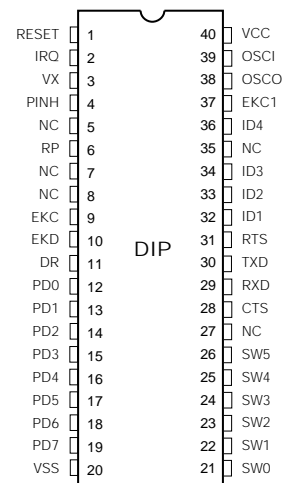 RESET 1 40 VCC
IRQ 2 39 OSCI
VX 3 38 OSCO
PINH 4 37 EKC1
NC 5 36 ID4
RP 6 35 NC
NC 7 34 ID3
NC 8 33 ID2
EKC 9 32 ID1
EKD 10 31 RTS
DIP
DR 11 30 TXD
PD0 12 29 RXD
PD1 13 28 CTS
PD2 14 27 NC
PD3 15 26 SW5
PD4 16 25 SW4
PD5 17 24 SW3
PD6 18 23 SW2
PD7 19 22 SW1
VSS 20 21 SW0